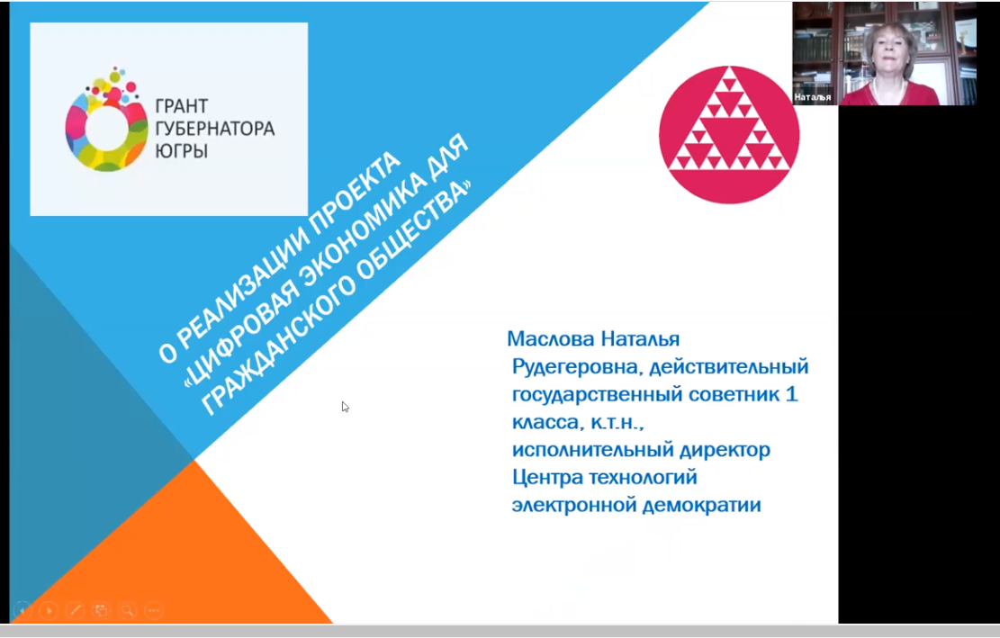 ГРАНТ
ГУБЕРНАТОРА
ЮГРЫ
О РЕАЛИЗАЦИИ ПРОЕКТА
«ЦИФРОВАЯ ЭКОНОМИКА ДЛЯ
ГРАЖДАНСКОГО ОБЩЕСТВА»
Наталья
Маслова Наталья
Рудегеровна, действительный
государственный советник 1
класса, к.т.н.,
исполнительный директор
Центра технологий
электронной демократии